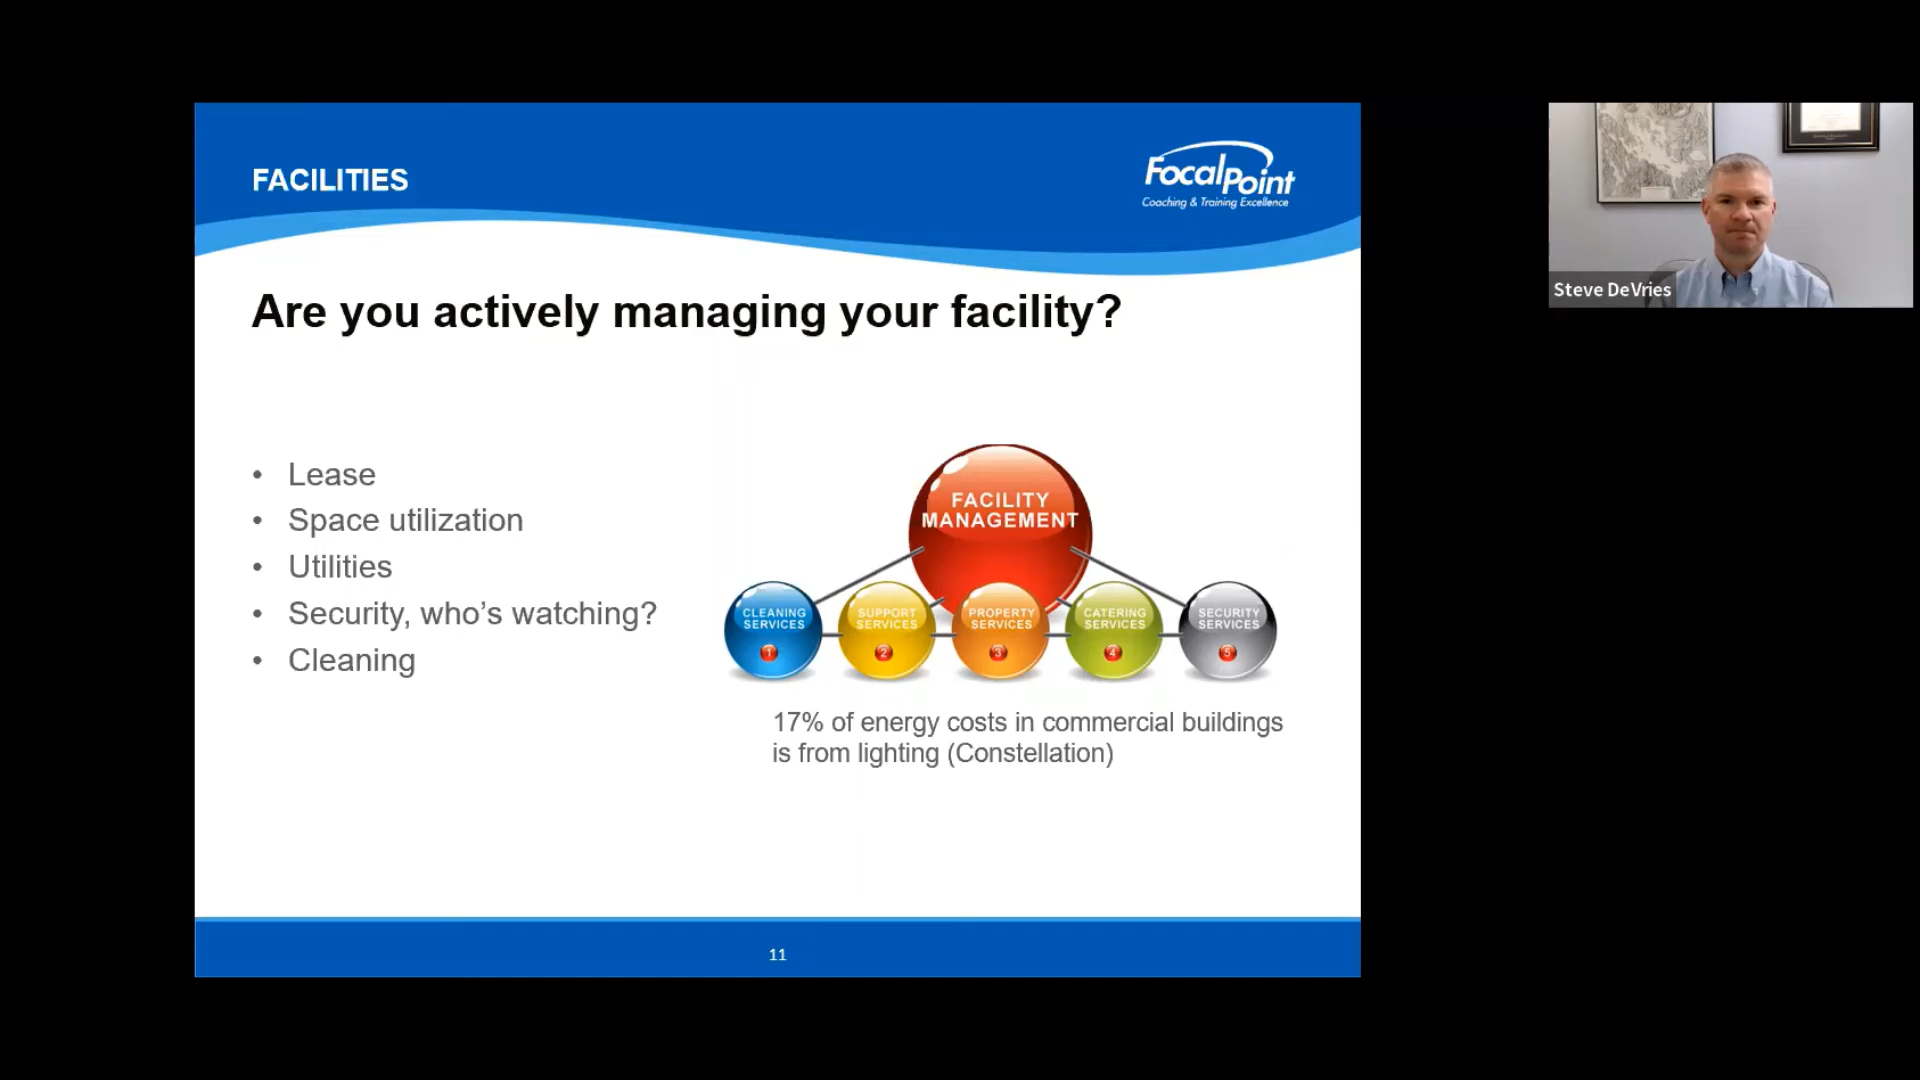 FACILITIES
FocalPoint
Coaching & Training Excellence
Are you actively managing your facility?
• Lease
• Space utilization
• Utilities
• Security, who's watching?
• Cleaning
FACILITY
MANAGEMENT
CLEANING
SERVICES
1
SUPPORT
SERVICES
2
PROPERTY
SERVICES
3
CATERING
SERVICES
4
SECURITY
SERVICES
5
17% of energy costs in commercial buildings
is from lighting (Constellation)
11
Steve DeVries